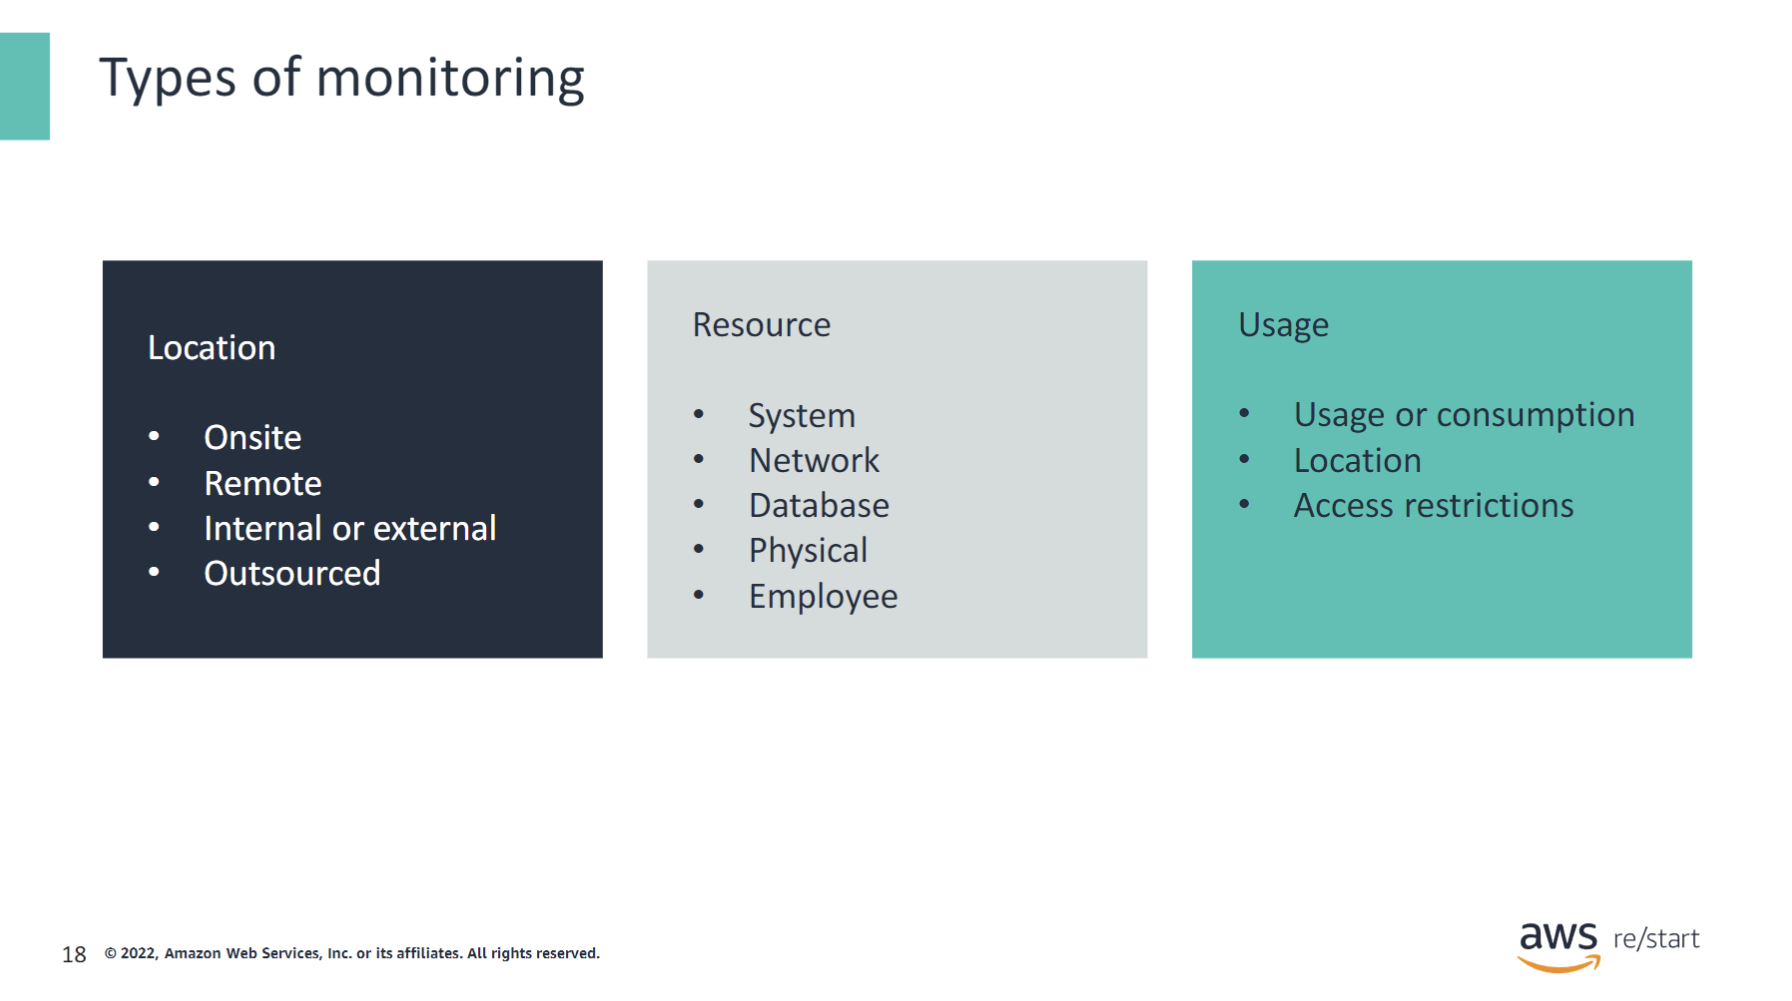 Types of monitoring
Location
• Onsite
• Remote
• Internal or external
• Outsourced
Resource
• System
• Network
• Database
• Physical
• Employee
Usage
• Usage or consumption
• Location
• Access restrictions
18 © 2022, Amazon Web Services, Inc. or its affiliates. All rights reserved.
aws re/start